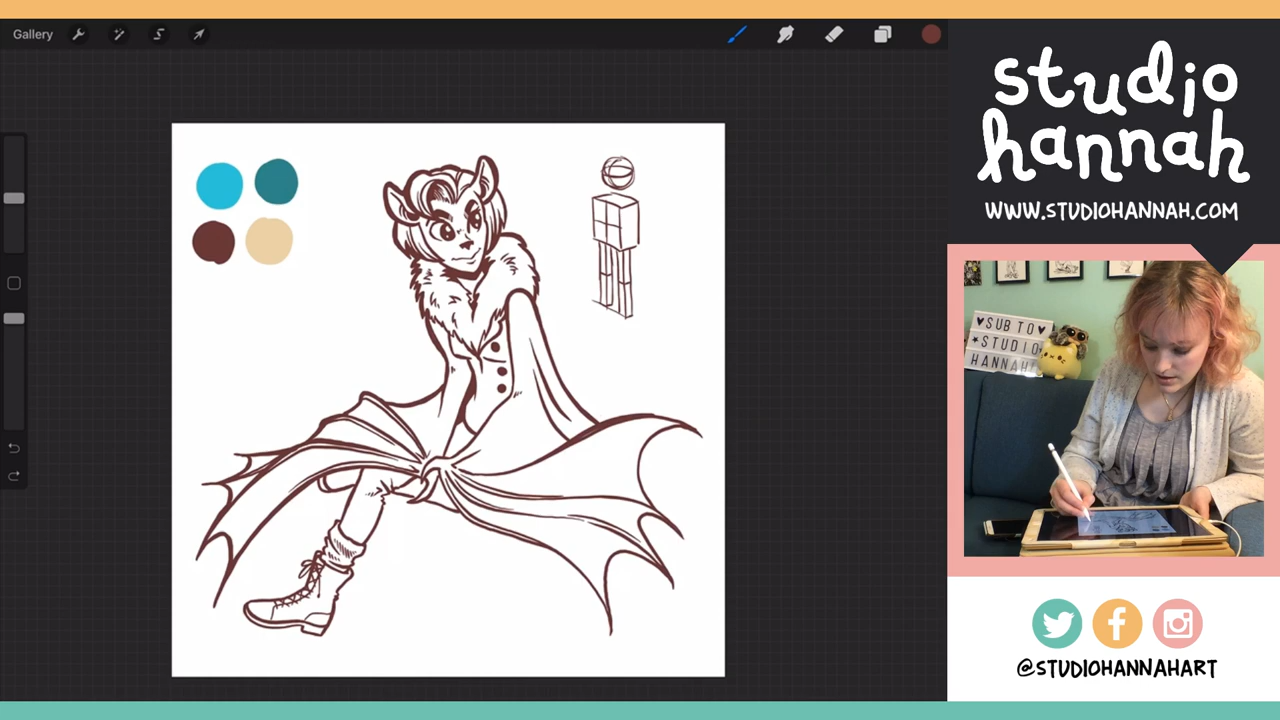 Gallery
studio
hannah
WWW.STUDIOHANNAH.COM
♥SUB TO♥
★STUDIO
HANNAH
@STUDIOHANNAHART